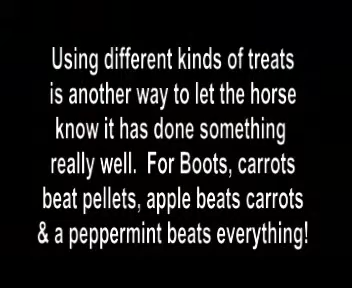 Using different kinds of treats
is another way to let the horse
know it has done something
really well.  For Boots, carrots
beat pellets, apple beats carrots
& a peppermint beats everything!